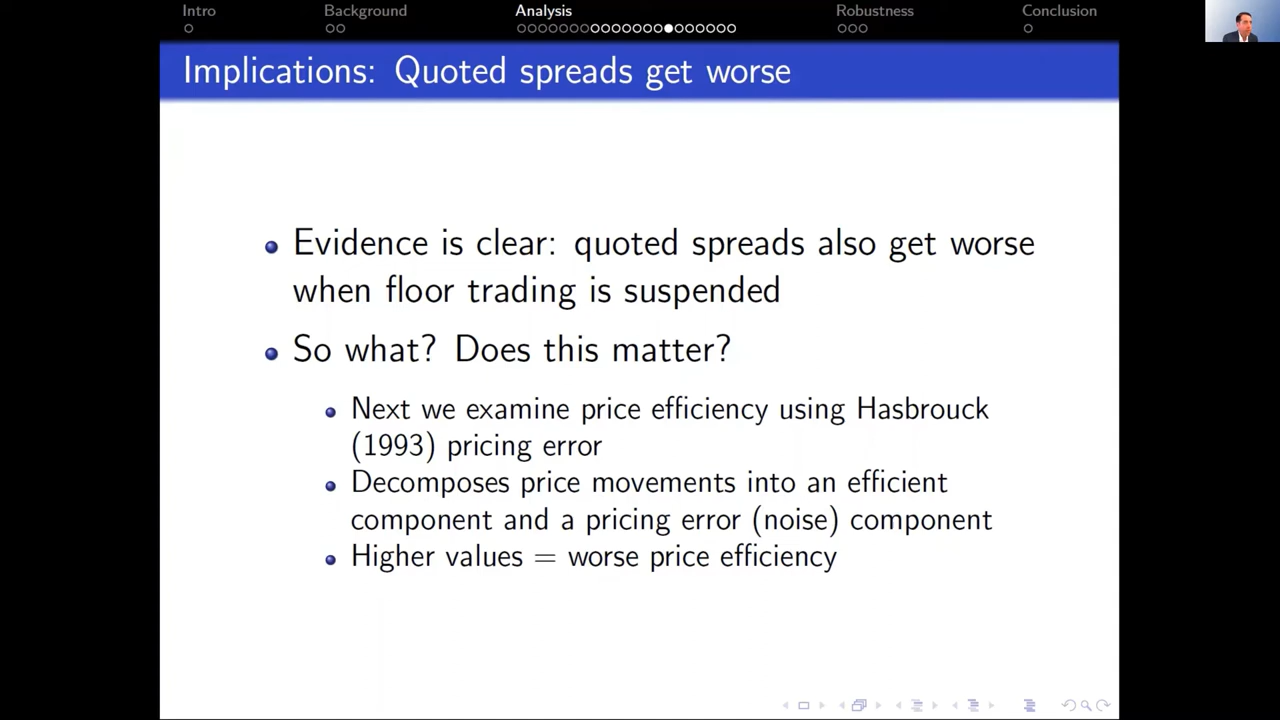 Intro Background Analysis Robustness Conclusion
Implications: Quoted spreads get worse
Evidence is clear: quoted spreads also get worse
when floor trading is suspended
So what? Does this matter?
Next we examine price efficiency using Hasbrouck
(1993) pricing error
Decomposes price movements into an efficient
component and a pricing error (noise) component
Higher values = worse price efficiency